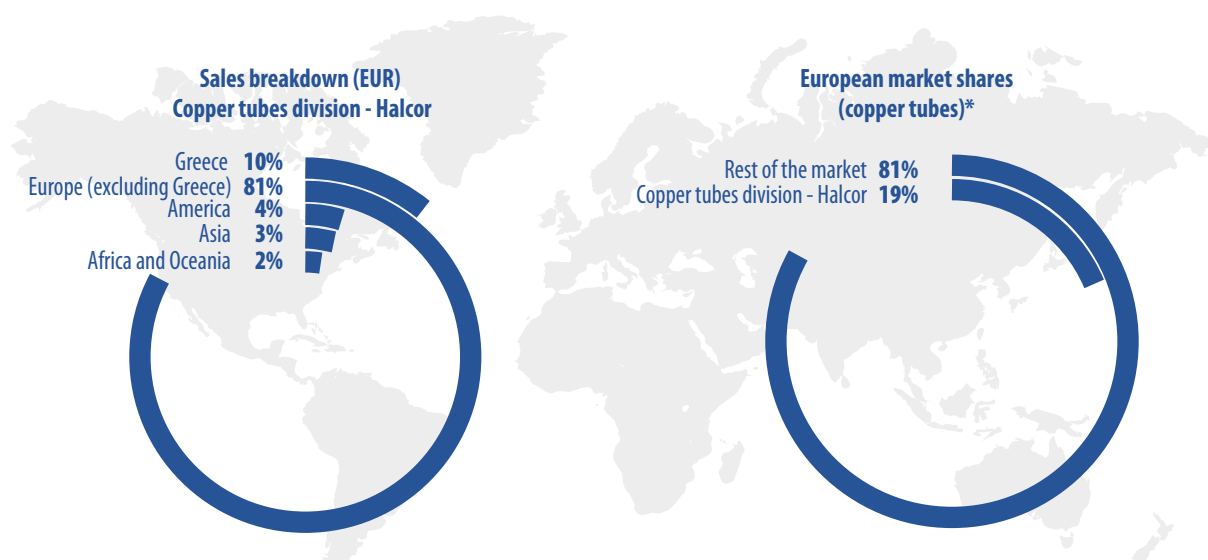 Sales breakdown (EUR)
Copper tubes division - Halcor
Greece 10%
Europe (excluding Greece) 81%
America 4%
Asia 3%
Africa and Oceania 2%
European market shares
(copper tubes)*
Rest of the market 81%
Copper tubes division - Halcor 19%